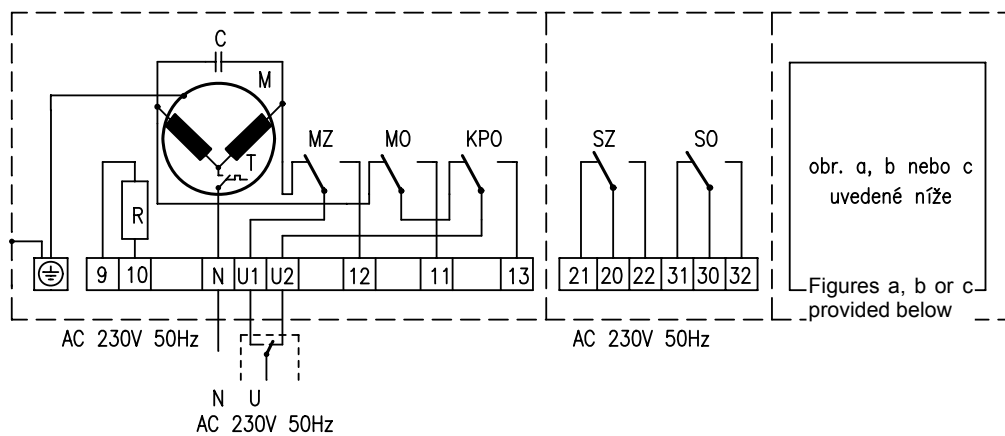 C
M
T
MZ
MO
KPO
SZ
SO
R
9
10
N
U1
U2
12
11
13
21
20
22
31
30
32
obr. a, b nebo c
uvedené níže
Figures a, b or c
provided below
AC 230V 50Hz
AC 230V 50Hz
N U
AC 230V 50Hz